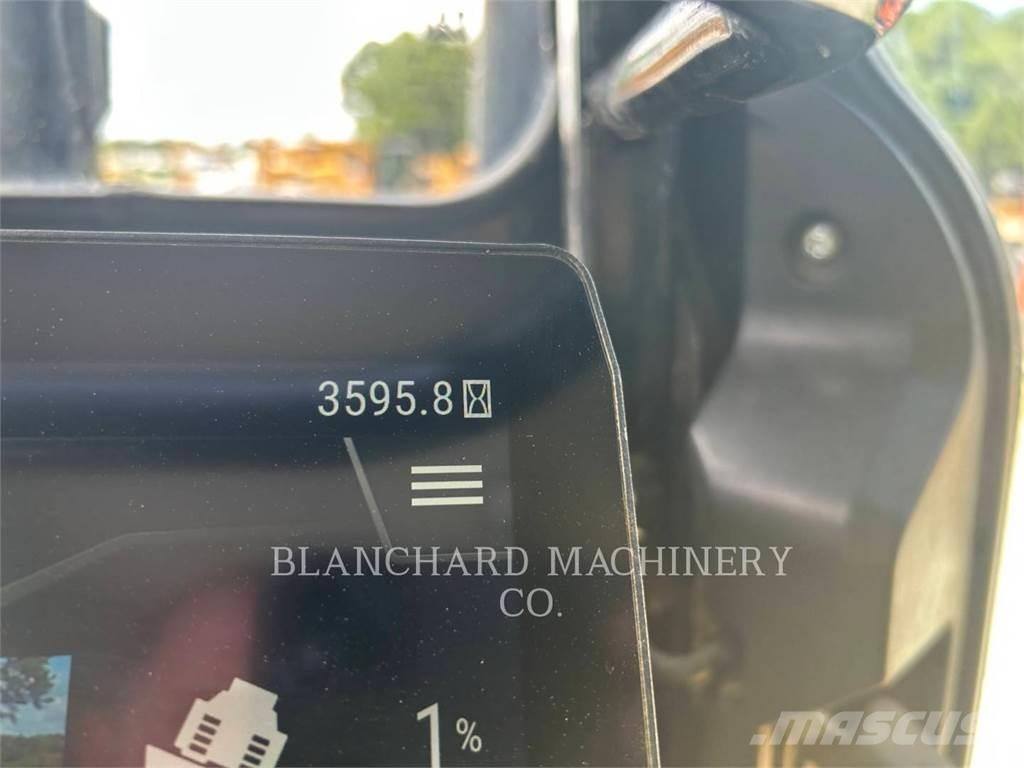 3595.8
BLANCHARD MACHINERY
CO.
1%
MASCUS